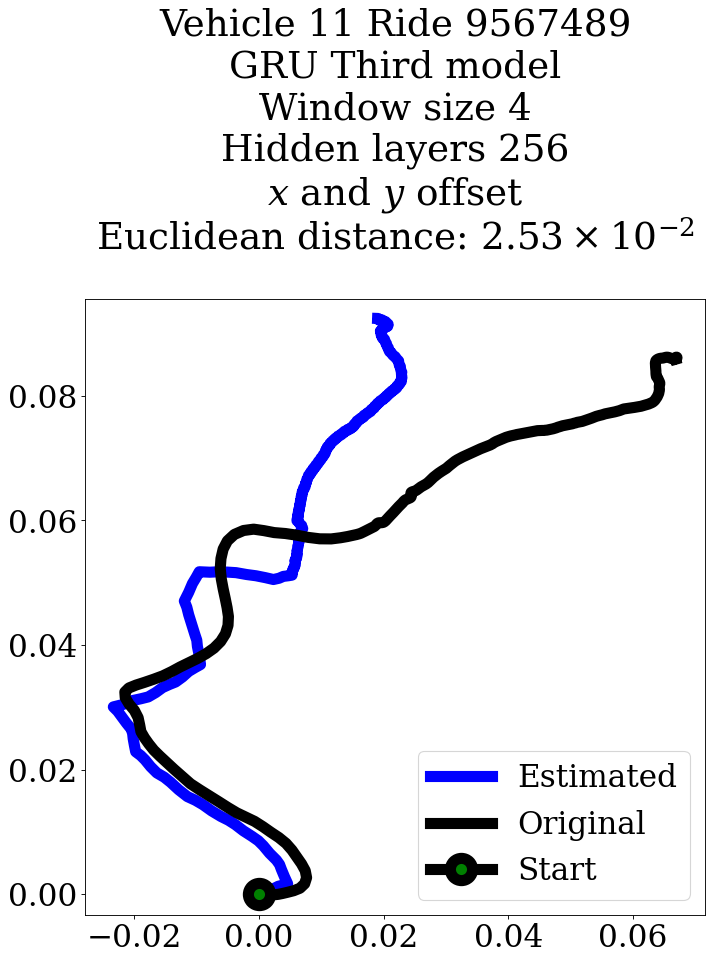 Vehicle 11 Ride 9567489
GRU Third model
Window size 4
Hidden layers 256
x and y offset
Euclidean distance: 2.53 × 10⁻²
0.08
0.06
0.04
0.02
0.00
Estimated
Original
Start
−0.02 0.00 0.02 0.04 0.06